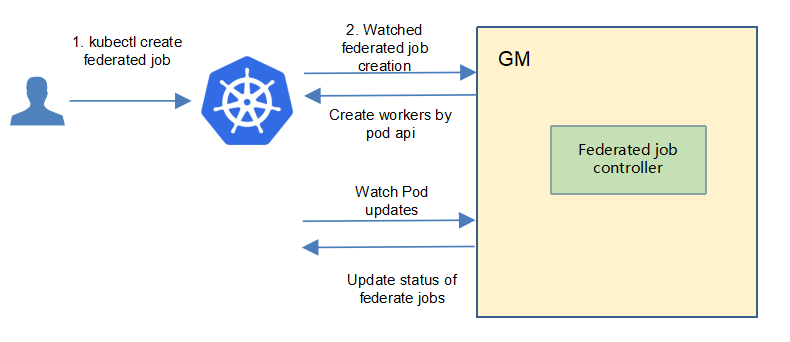 1. kubectl create
federated job
2. Watched
federated job
creation
GM
Create workers by
pod api
Federated job
controller
Watch Pod
updates
Update status of
federate jobs